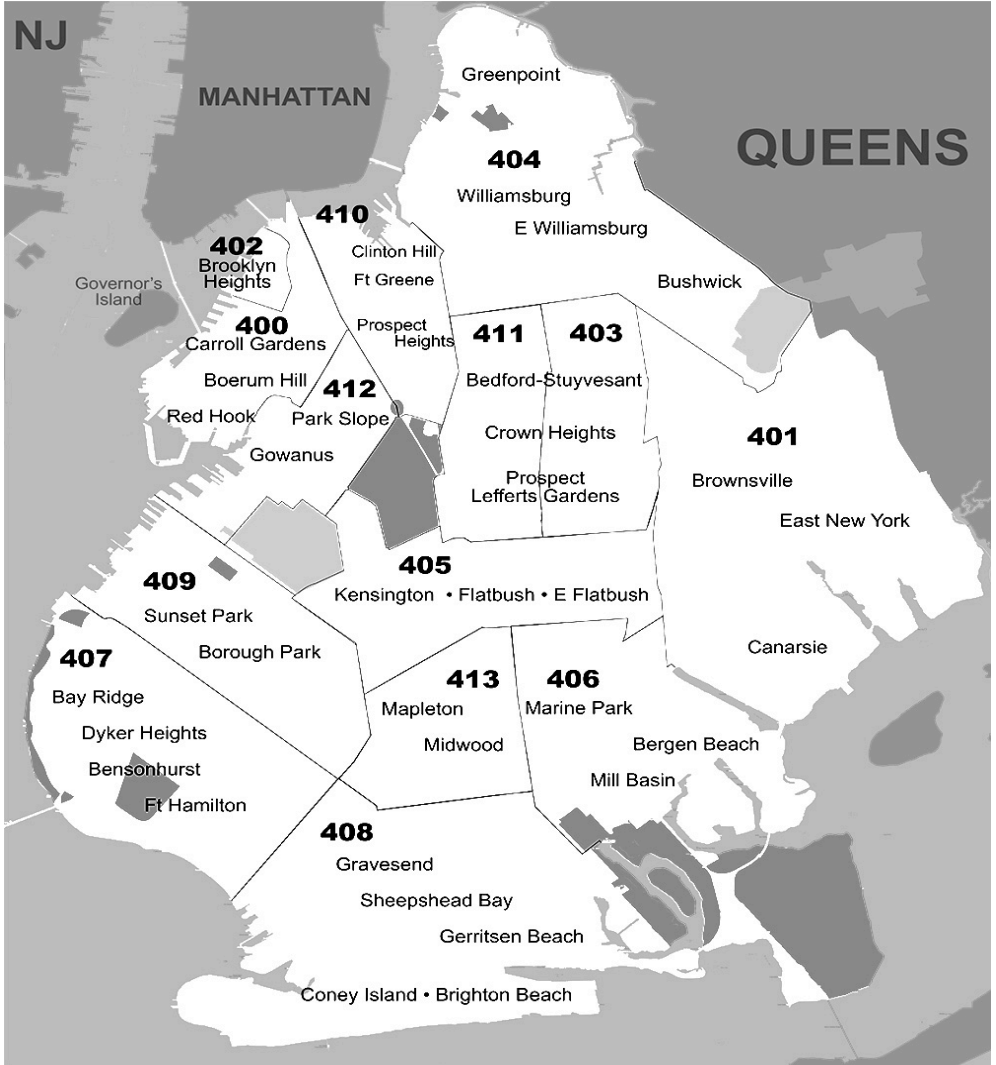 NJ
MANHATTAN
QUEENS
Greenpoint
404
Williamsburg
E Williamsburg
Bushwick
410
Clinton Hill
Ft Greene
Prospect
Heights
402
Brooklyn
Heights
Governor's
Island
400
Carroll Gardens
Boerum Hill
Red Hook
412
Park Slope
Gowanus
411
403
Bedford-Stuyvesant
Crown Heights
Prospect
Lefferts Gardens
401
Brownsville
East New York
Canarsie
405
Kensington • Flatbush • E Flatbush
409
Sunset Park
Borough Park
407
Bay Ridge
Dyker Heights
Bensonhurst
Ft Hamilton
413
Mapleton
Midwood
406
Marine Park
Bergen Beach
Mill Basin
408
Gravesend
Sheepshead Bay
Gerritsen Beach
Coney Island • Brighton Beach